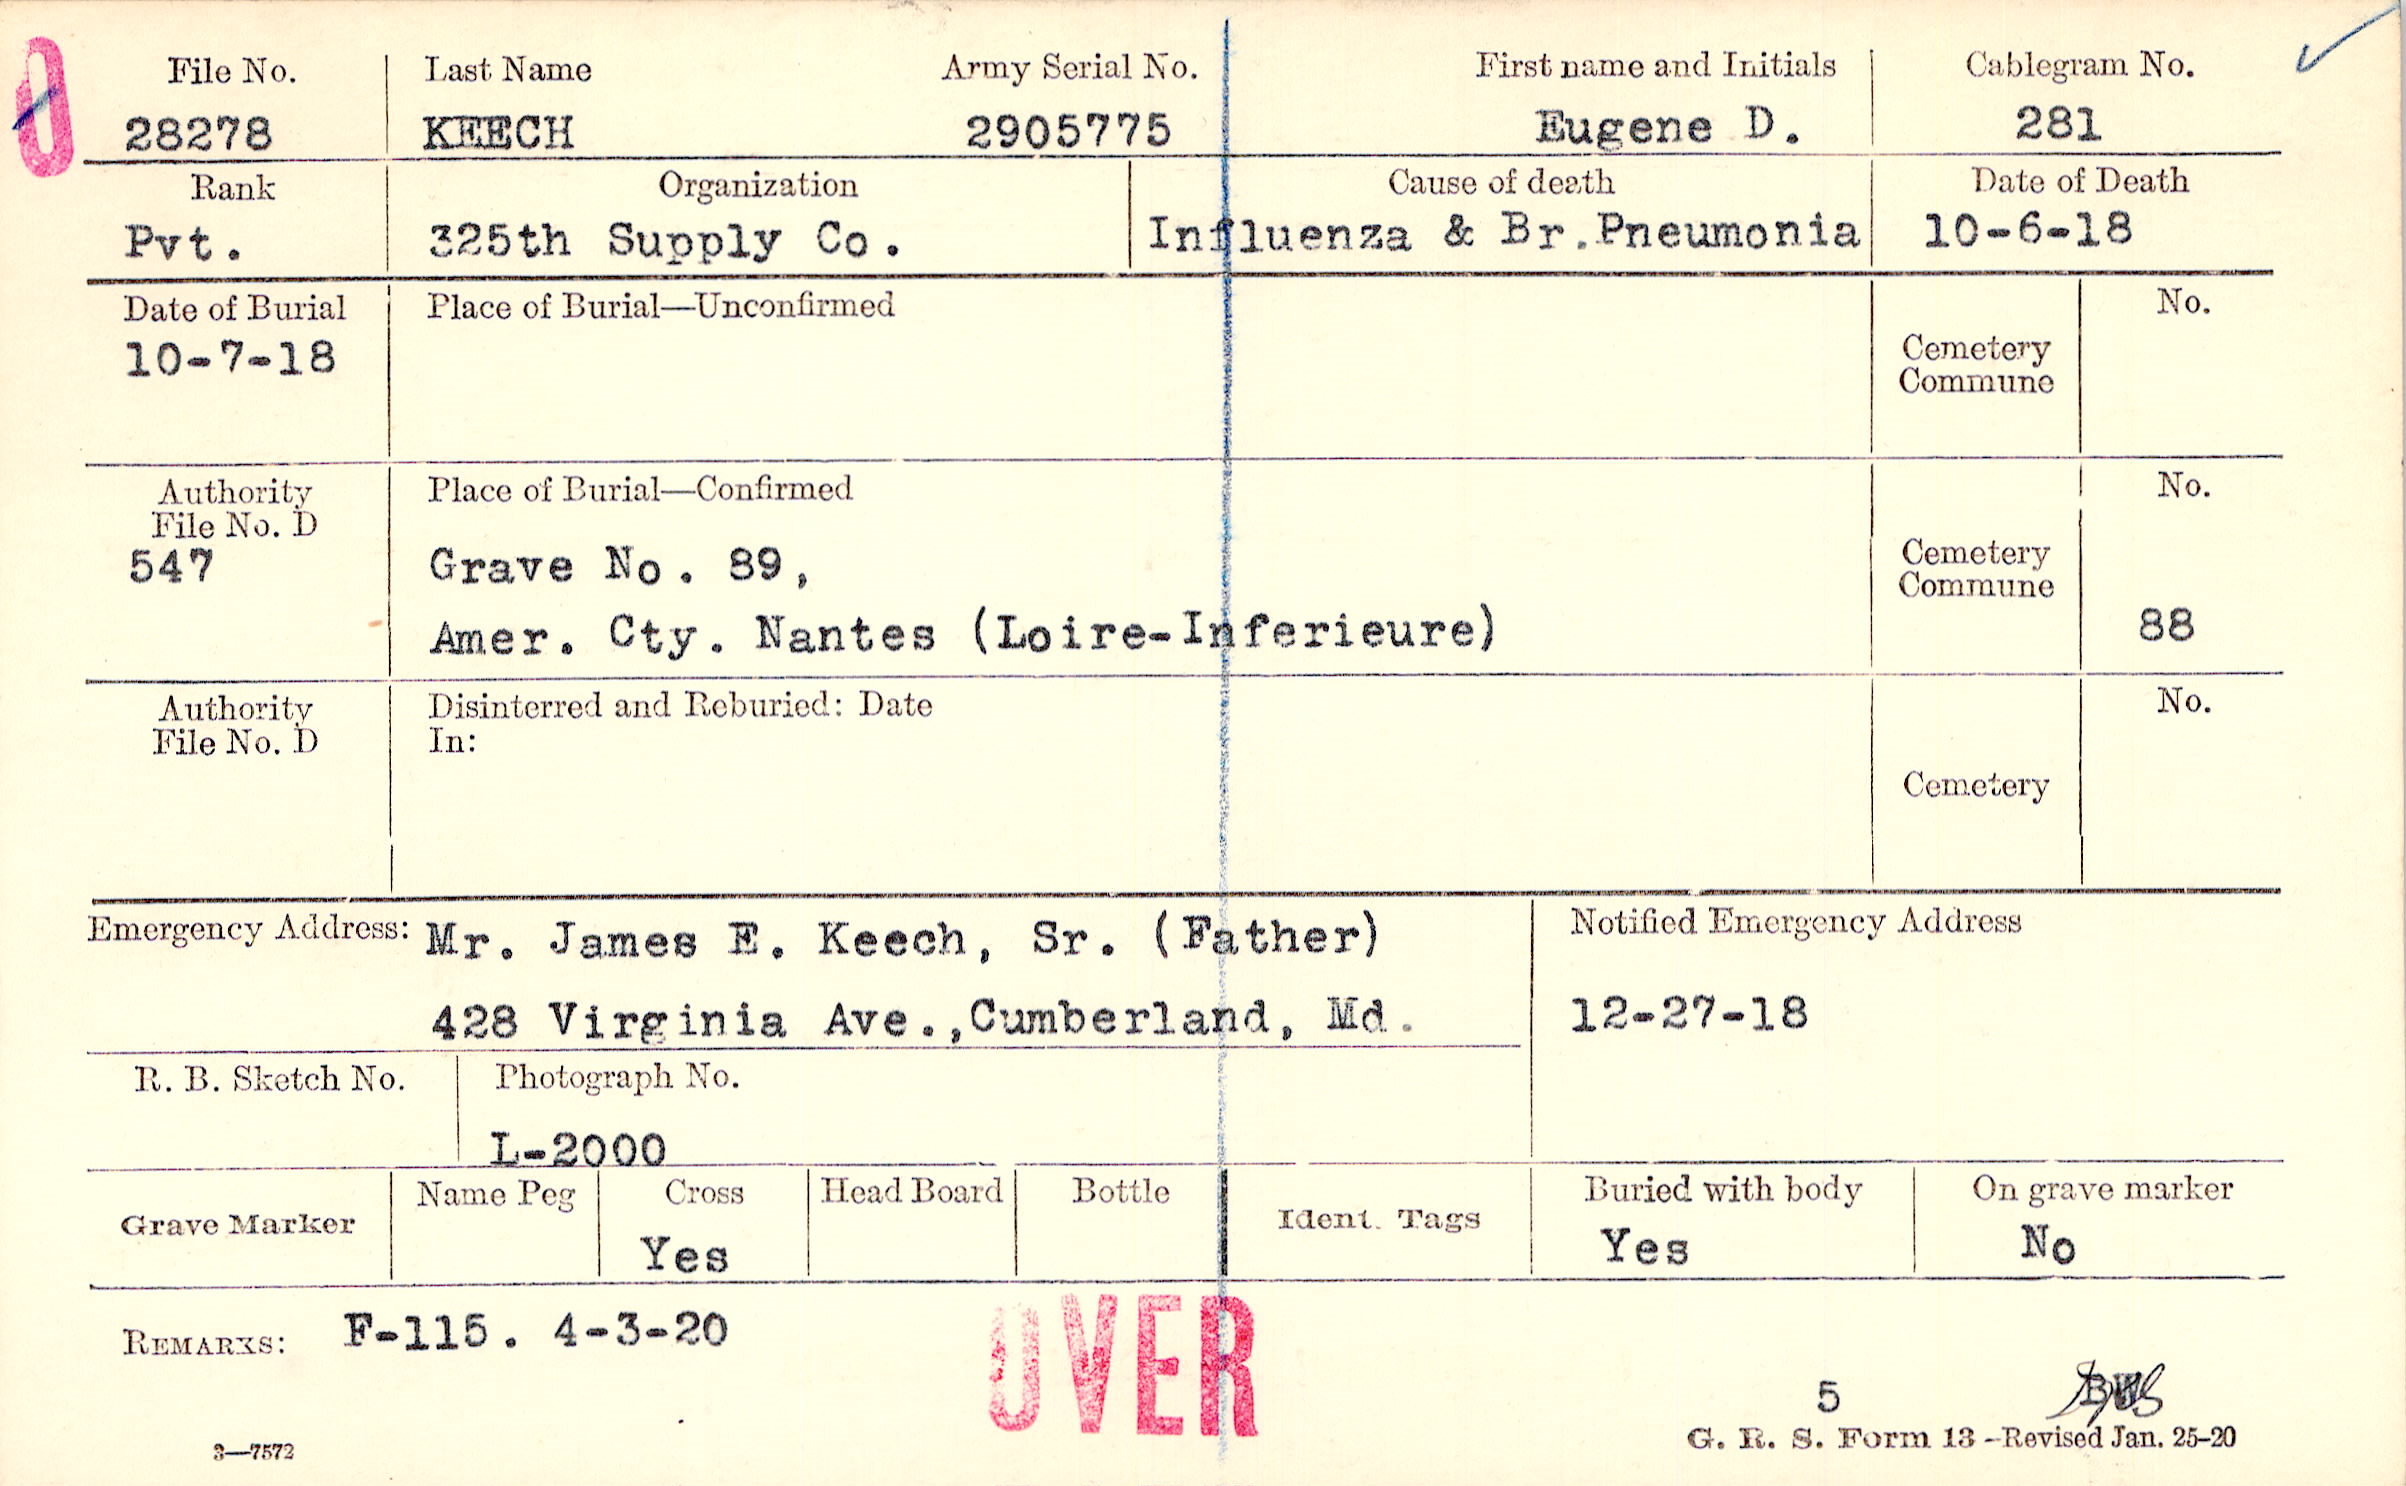 0
File No. Last Name Army Serial No. First name and Initials Cablegram No.
28278 KEECH 2905775 Eugene D. 281
Rank Organization Cause of death Date of Death
Pvt. 325th Supply Co. Influenza & Br.Pneumonia 10-6-18
Date of Burial Place of Burial—Unconfirmed No.
10-7-18
Cemetery
Commune
Authority Place of Burial—Confirmed No.
File No. D
547 Grave No. 89, Cemetery
Commune
Amer. Cty. Nantes (Loire-Inferieure) 88
Authority Disinterred and Reburied: Date No.
File No. D In:
Cemetery
Emergency Address: Mr. James E. Keech, Sr. (Father) Notified Emergency Address
428 Virginia Ave.,Cumberland, Md. 12-27-18
R. B. Sketch No. Photograph No.
L-2000
Grave Marker Name Peg Cross Head Board Bottle Ident. Tags Buried with body On grave marker
Yes Yes No
REMARKS: F-115. 4-3-20
OVER
5
3—7572 G. R. S. Form 13 -Revised Jan. 25-20